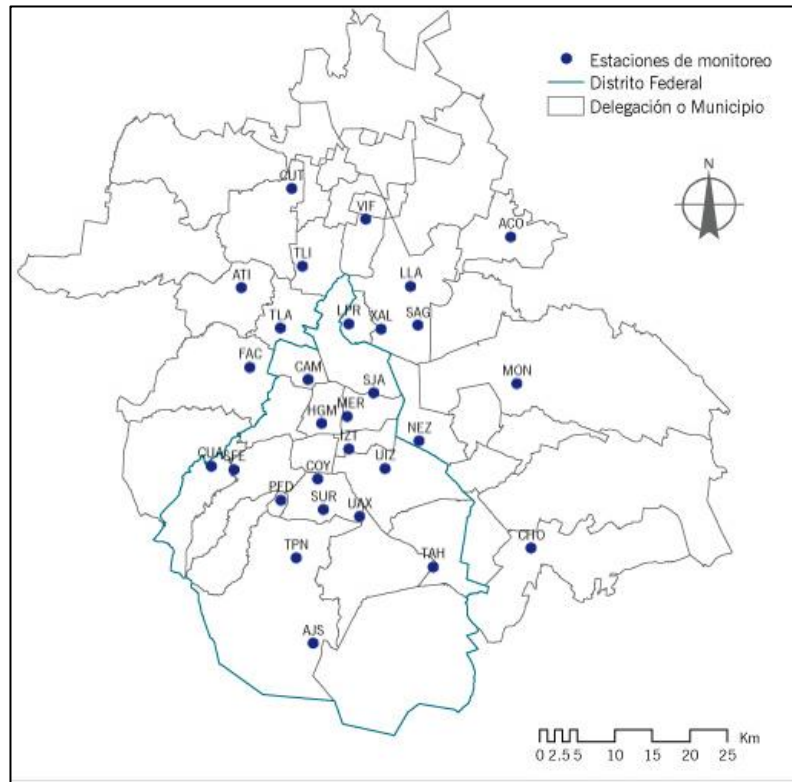 Estaciones de monitoreo
Distrito Federal
Delegación o Municipio
N
CUT
VIF
ACO
TLI
ATI
LLA
TLA
LPR
XAL
SAG
FAC
CAM
SJA
MON
HGM
MER
NEZ
IZT
CUA
SFE
COY
UIZ
PED
SUR
UAX
TPN
TAH
CHO
AJS
Km
0 2.5 5 10 15 20 25